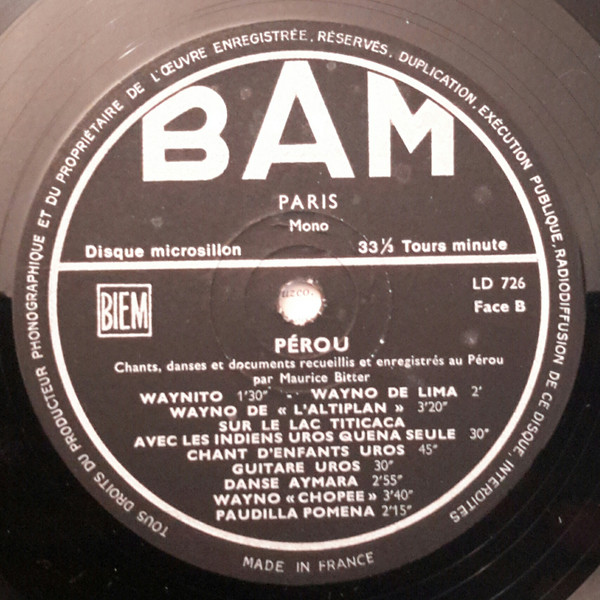 TOUS DROITS DU PRODUCTEUR PHONOGRAPHIQUE ET DU PROPRIÉTAIRE DE L'ŒUVRE ENREGISTRÉE, RÉSERVÉS, DUPLICATION, EXÉCUTION PUBLIQUE, RADIODIFFUSION DE CE DISQUE, INTERDITES
BAM
PARIS
Mono
Disque microsillon 33⅓ Tours minute
BIEM
LD 726
Face B
PÉROU
Chants, danses et documents recueillis et enregistrés au Pérou
par Maurice Bitter
WAYNITO 1'30" - WAYNO DE LIMA 2'
WAYNO DE « L'ALTIPLAN » 3'20"
SUR LE LAC TITICACA
AVEC LES INDIENS UROS QUENA SEULE 30"
CHANT D'ENFANTS UROS 45"
GUITARE UROS 30"
DANSE AYMARA 2'55"
WAYNO «CHOPEE» 3'40"
PAUDILLA POMENA 2'15"
MADE IN FRANCE